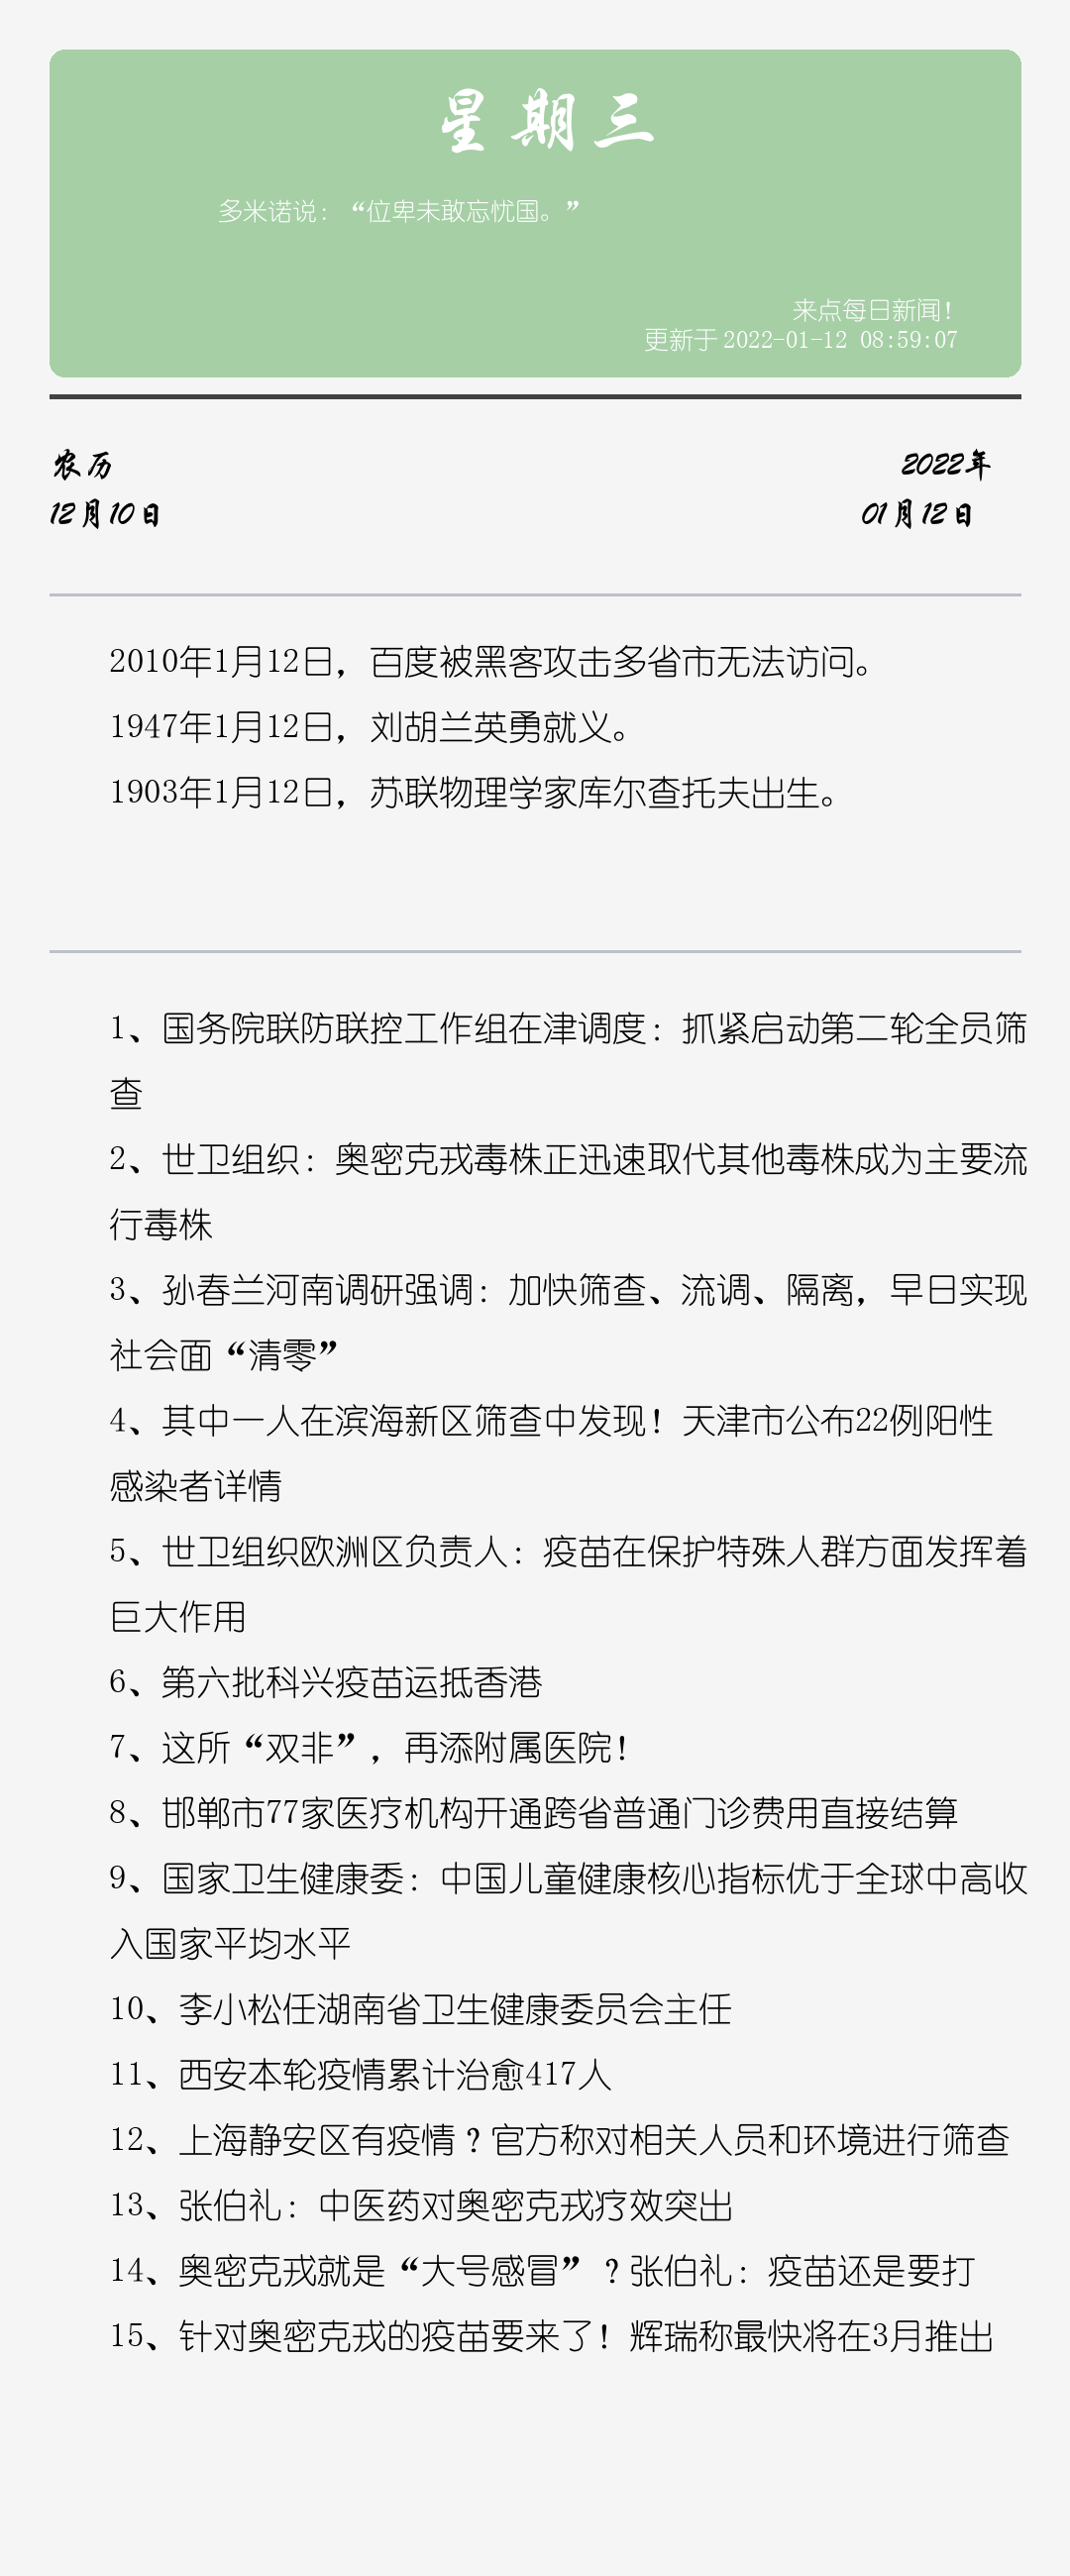 星期三
多米诺说：“位卑未敢忘忧国。”
来点每日新闻！
更新于 2022-01-12 08:59:07
农历
12月10日
2022年
01月12日
2010年1月12日，百度被黑客攻击多省市无法访问。
1947年1月12日，刘胡兰英勇就义。
1903年1月12日，苏联物理学家库尔查托夫出生。
1、国务院联防联控工作组在津调度：抓紧启动第二轮全员筛
查
2、世卫组织：奥密克戎毒株正迅速取代其他毒株成为主要流
行毒株
3、孙春兰河南调研强调：加快筛查、流调、隔离，早日实现
社会面“清零”
4、其中一人在滨海新区筛查中发现！天津市公布22例阳性
感染者详情
5、世卫组织欧洲区负责人：疫苗在保护特殊人群方面发挥着
巨大作用
6、第六批科兴疫苗运抵香港
7、这所“双非”，再添附属医院！
8、邯郸市77家医疗机构开通跨省普通门诊费用直接结算
9、国家卫生健康委：中国儿童健康核心指标优于全球中高收
入国家平均水平
10、李小松任湖南省卫生健康委员会主任
11、西安本轮疫情累计治愈417人
12、上海静安区有疫情？官方称对相关人员和环境进行筛查
13、张伯礼：中医药对奥密克戎疗效突出
14、奥密克戎就是“大号感冒”？张伯礼：疫苗还是要打
15、针对奥密克戎的疫苗要来了！辉瑞称最快将在3月推出